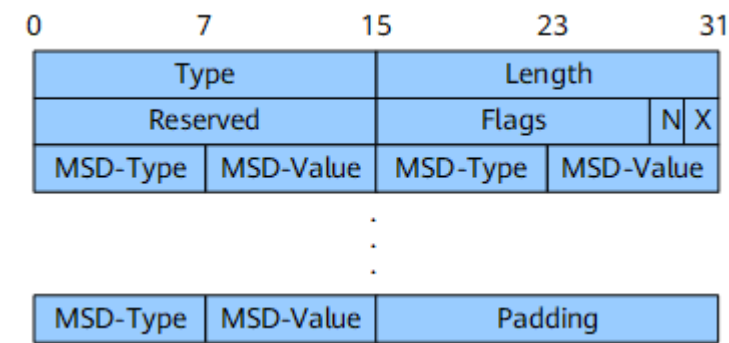 0 7 15 23 31
Type Length
Reserved Flags N X
MSD-Type MSD-Value MSD-Type MSD-Value
.
.
.
MSD-Type MSD-Value Padding